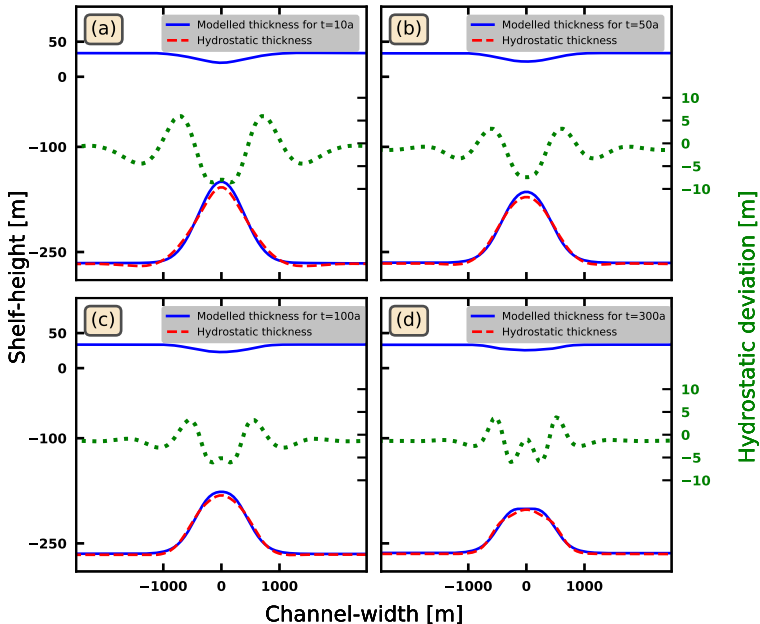 (a)
Modelled thickness for t=10a
Hydrostatic thickness
(b)
Modelled thickness for t=50a
Hydrostatic thickness
50
0
−100
−250
10
5
0
−5
−10
(c)
Modelled thickness for t=100a
Hydrostatic thickness
(d)
Modelled thickness for t=300a
Hydrostatic thickness
50
0
−100
−250
10
5
0
−5
−10
−1000 0 1000
−1000 0 1000
Shelf-height [m]
Hydrostatic deviation [m]
Channel-width [m]